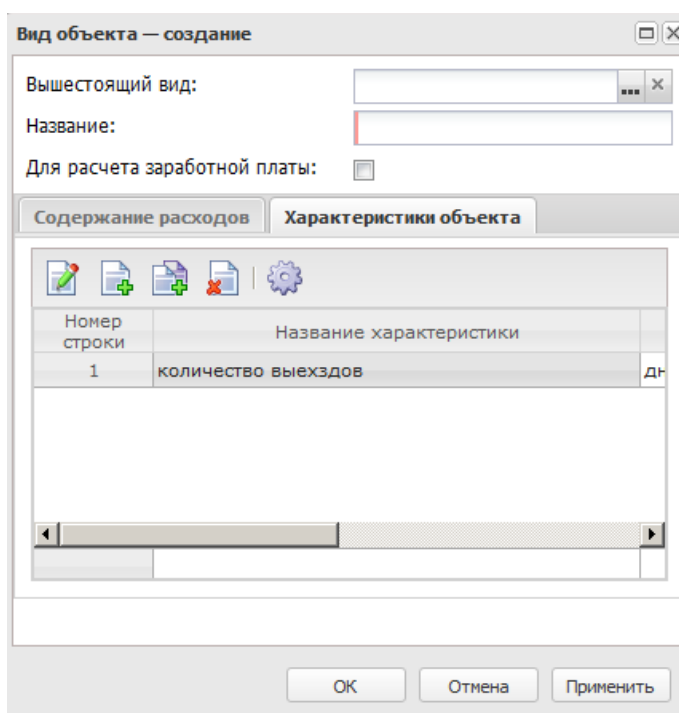 Вид объекта — создание
Вышестоящий вид:
Название:
Для расчета заработной платы:
Содержание расходов Характеристики объекта
Номер строки Название характеристики
1 количество выехздов дн
ОК Отмена Применить